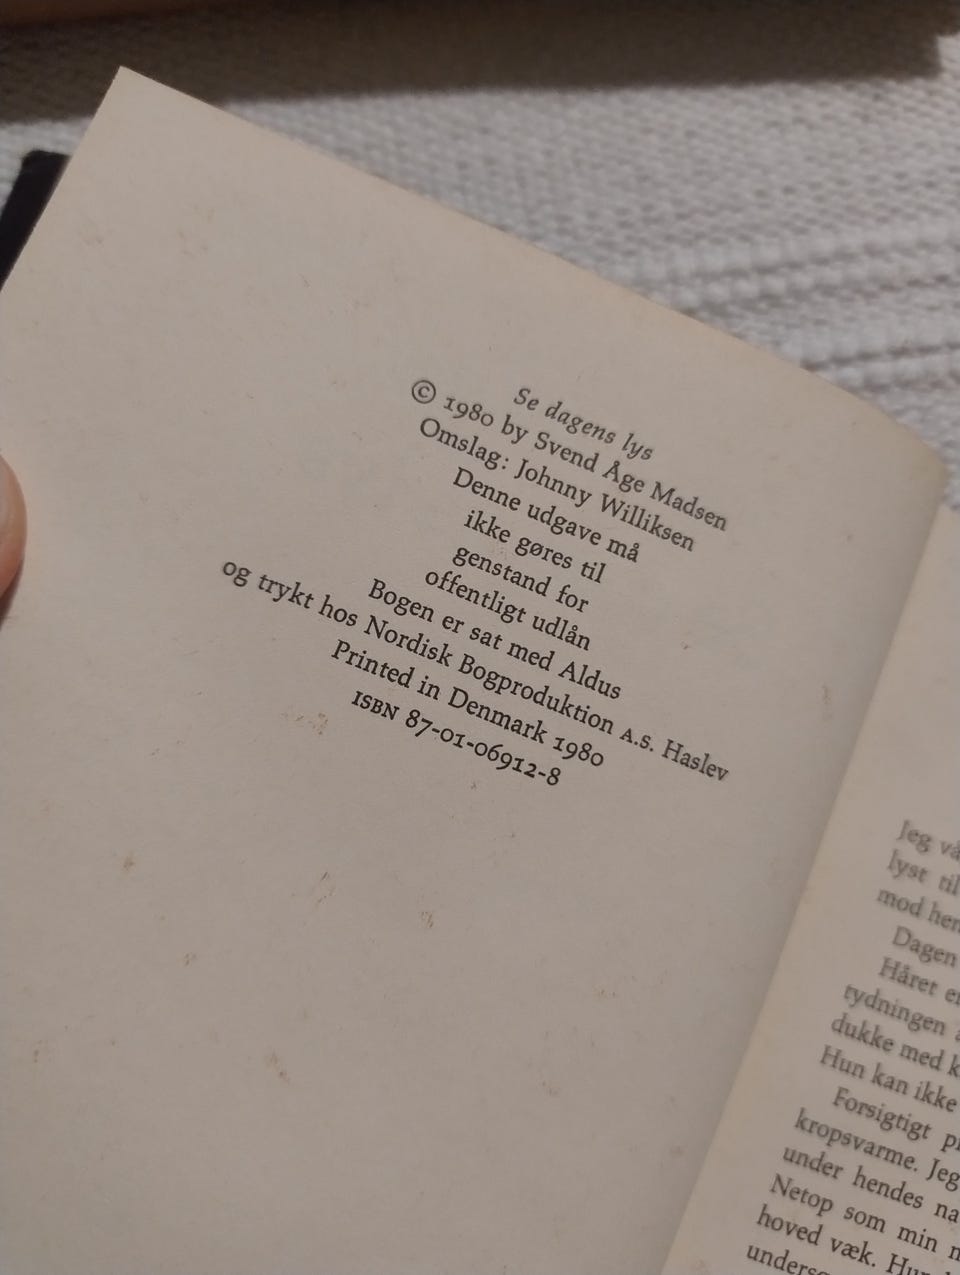 Se dagens lys
© 1980 by Svend Åge Madsen
Omslag: Johnny Williksen
Denne udgave må
ikke gøres til
genstand for
offentligt udlån
Bogen er sat med Aldus
og trykt hos Nordisk Bogproduktion A.S. Haslev
Printed in Denmark 1980
ISBN 87-01-06912-8
Jeg
lyst til
mod
Dagen
Håret
tydningen
dukke med
Hun kan ikke
Forsigtigt
kropsvarme. Jeg
under hendes
Netop som min
hoved væk.